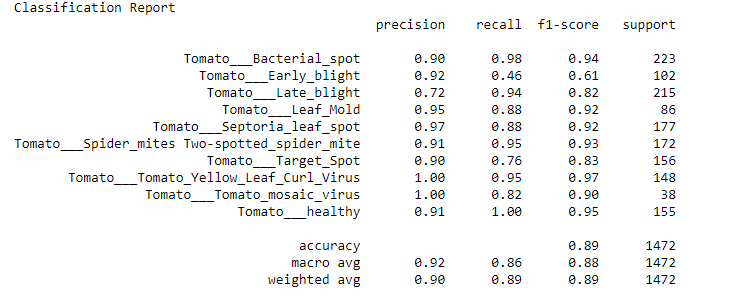 Classification Report
precision recall f1-score support
Tomato___Bacterial_spot 0.90 0.98 0.94 223
Tomato___Early_blight 0.92 0.46 0.61 102
Tomato___Late_blight 0.72 0.94 0.82 215
Tomato___Leaf_Mold 0.95 0.88 0.92 86
Tomato___Septoria_leaf_spot 0.97 0.88 0.92 177
Tomato___Spider_mites Two-spotted_spider_mite 0.91 0.95 0.93 172
Tomato___Target_Spot 0.90 0.76 0.83 156
Tomato___Tomato_Yellow_Leaf_Curl_Virus 1.00 0.95 0.97 148
Tomato___Tomato_mosaic_virus 1.00 0.82 0.90 38
Tomato___healthy 0.91 1.00 0.95 155
accuracy 0.89 1472
macro avg 0.92 0.86 0.88 1472
weighted avg 0.90 0.89 0.89 1472